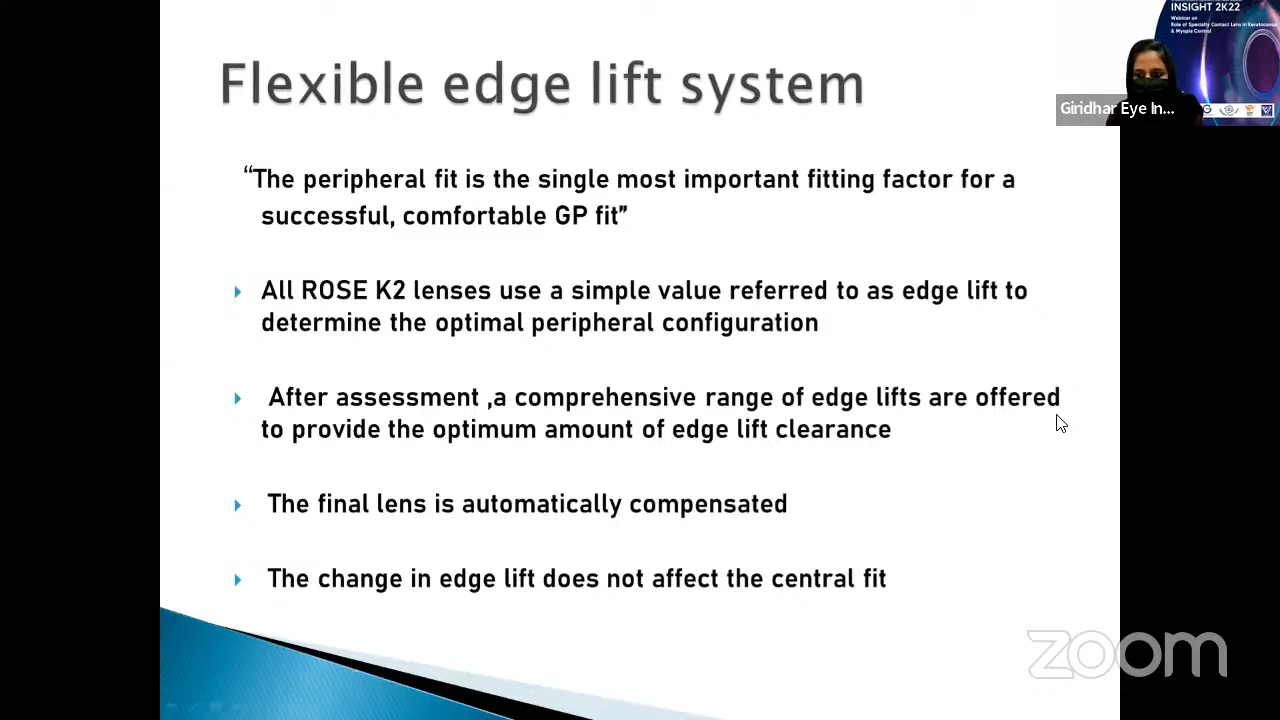 INSIGHT 2K22
Webinar on
Role of Specialty Contact Lens in Keratoconus
& Myopia Control
Giridhar Eye In...
Flexible edge lift system
“The peripheral fit is the single most important fitting factor for a
successful, comfortable GP fit”
All ROSE K2 lenses use a simple value referred to as edge lift to
determine the optimal peripheral configuration
After assessment ,a comprehensive range of edge lifts are offered
to provide the optimum amount of edge lift clearance
The final lens is automatically compensated
The change in edge lift does not affect the central fit
zoom